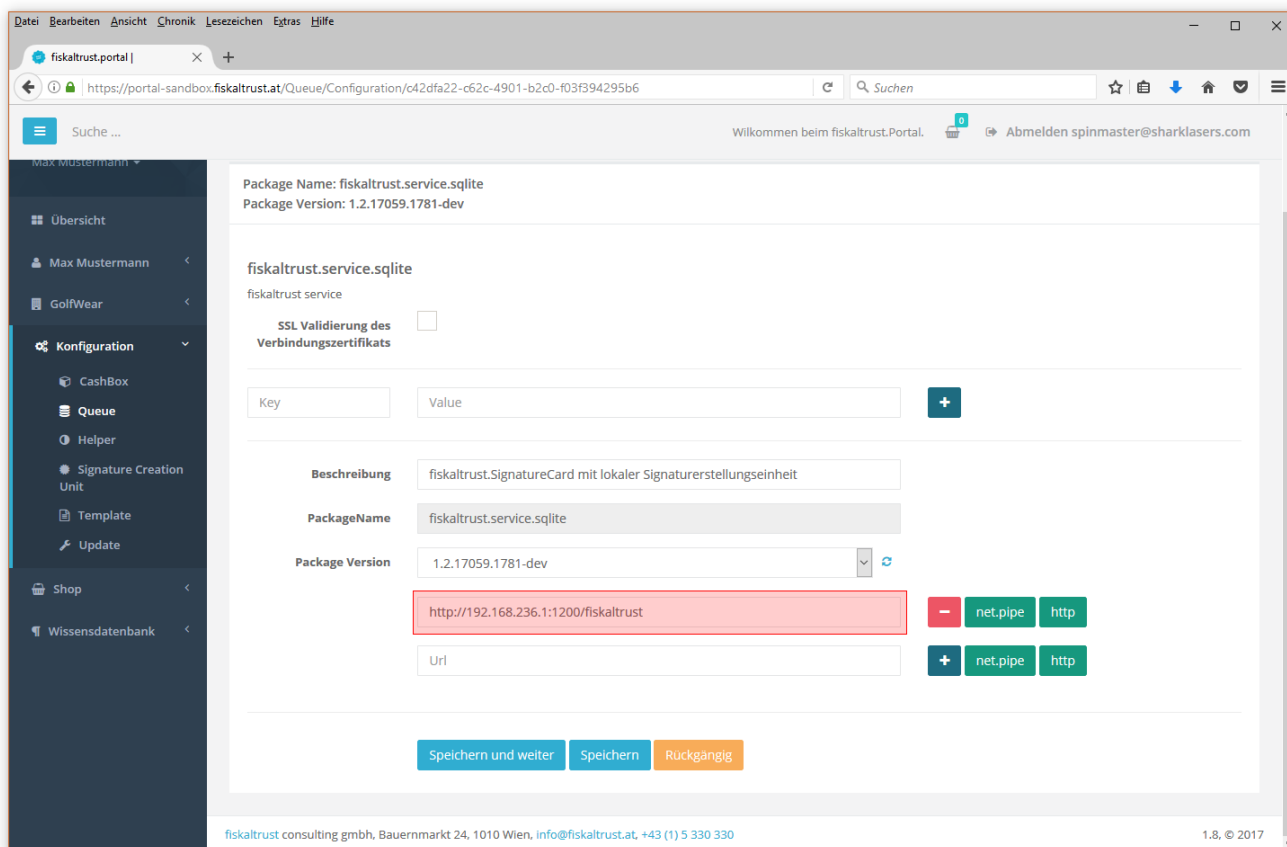 Datei Bearbeiten Ansicht Chronik Lesezeichen Extras Hilfe
fiskaltrust.portal |
https://portal-sandbox.fiskaltrust.at/Queue/Configuration/c42dfa22-c62c-4901-b2c0-f03f394295b6
Suchen
Suche ...
Wilkommen beim fiskaltrust.Portal.
0
Abmelden spinmaster@sharklasers.com
Max Mustermann
Übersicht
Max Mustermann
GolfWear
Konfiguration
CashBox
Queue
Helper
Signature Creation
Unit
Template
Update
Shop
Wissensdatenbank
Package Name: fiskaltrust.service.sqlite
Package Version: 1.2.17059.1781-dev
fiskaltrust.service.sqlite
fiskaltrust service
SSL Validierung des
Verbindungszertifikats
Key Value
Beschreibung fiskaltrust.SignatureCard mit lokaler Signaturerstellungseinheit
PackageName fiskaltrust.service.sqlite
Package Version 1.2.17059.1781-dev
http://192.168.236.1:1200/fiskaltrust net.pipe http
Url net.pipe http
Speichern und weiter Speichern Rückgängig
fiskaltrust consulting gmbh, Bauernmarkt 24, 1010 Wien, info@fiskaltrust.at, +43 (1) 5 330 330 1.8, © 2017